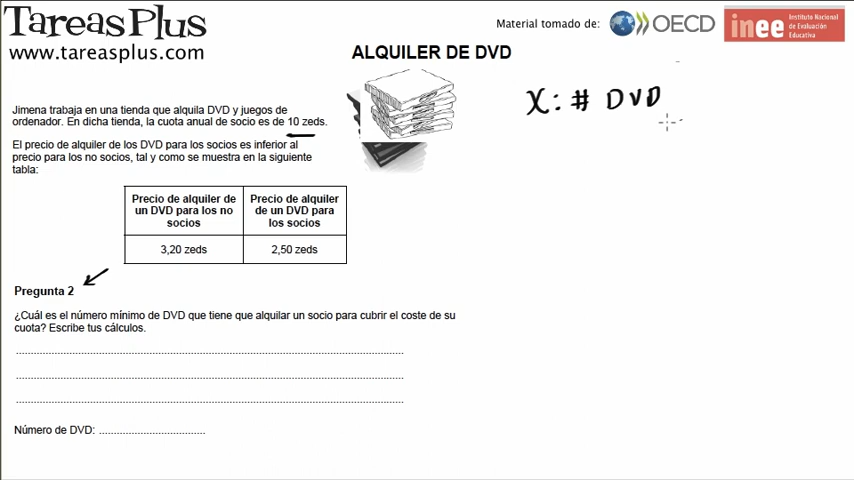 TareasPlus
www.tareasplus.com
Material tomado de:
OECD
inee
Instituto Nacional
de Evaluación
Educativa
ALQUILER DE DVD
X: # DVD
Jimena trabaja en una tienda que alquila DVD y juegos de
ordenador. En dicha tienda, la cuota anual de socio es de 10 zeds.
El precio de alquiler de los DVD para los socios es inferior al
precio para los no socios, tal y como se muestra en la siguiente
tabla:
Precio de alquiler de
un DVD para los no
socios
Precio de alquiler
de un DVD para
los socios
3,20 zeds
2,50 zeds
Pregunta 2
¿Cuál es el número mínimo de DVD que tiene que alquilar un socio para cubrir el coste de su
cuota? Escribe tus cálculos.
Número de DVD: